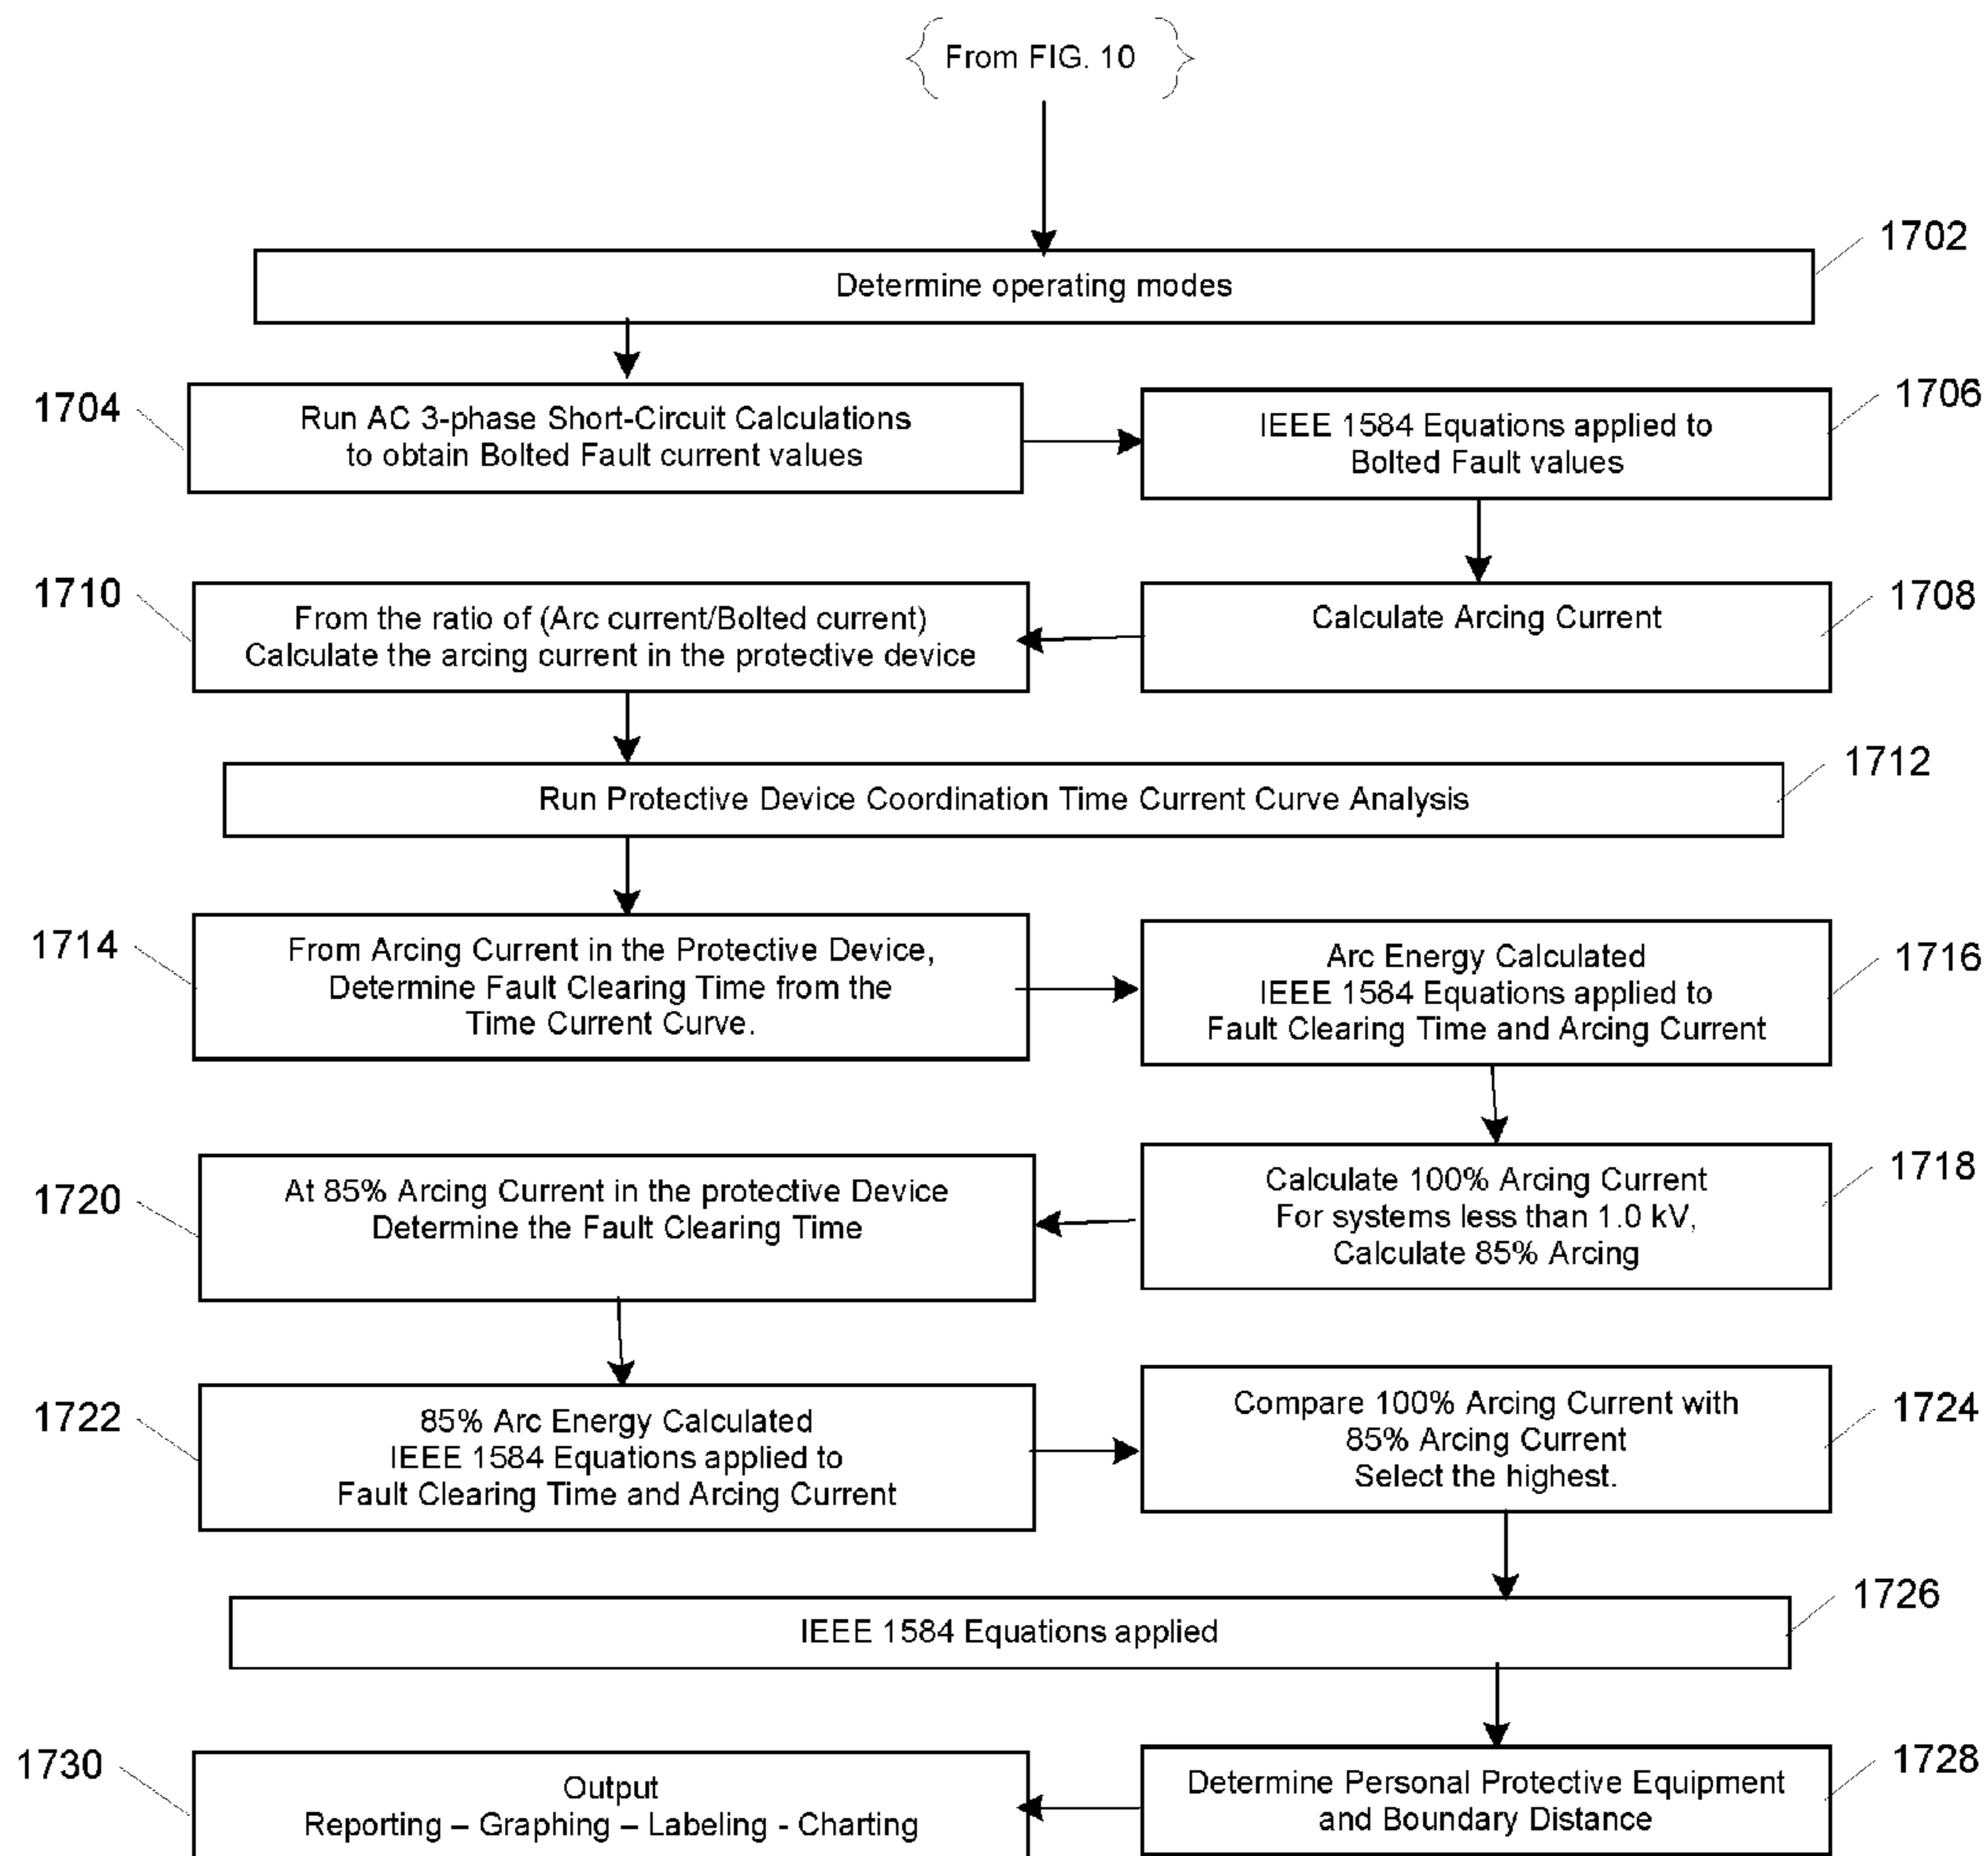 From FIG. 10
1702
Determine operating modes
1704
Run AC 3-phase Short-Circuit Calculations
to obtain Bolted Fault current values
1706
IEEE 1584 Equations applied to
Bolted Fault values
1710
From the ratio of (Arc current/Bolted current)
Calculate the arcing current in the protective device
1708
Calculate Arcing Current
1712
Run Protective Device Coordination Time Current Curve Analysis
1714
From Arcing Current in the Protective Device,
Determine Fault Clearing Time from the
Time Current Curve.
1716
Arc Energy Calculated
IEEE 1584 Equations applied to
Fault Clearing Time and Arcing Current
1720
At 85% Arcing Current in the protective Device
Determine the Fault Clearing Time
1718
Calculate 100% Arcing Current
For systems less than 1.0 kV,
Calculate 85% Arcing
1722
85% Arc Energy Calculated
IEEE 1584 Equations applied to
Fault Clearing Time and Arcing Current
1724
Compare 100% Arcing Current with
85% Arcing Current
Select the highest.
1726
IEEE 1584 Equations applied
1730
Output
Reporting – Graphing – Labeling - Charting
1728
Determine Personal Protective Equipment
and Boundary Distance